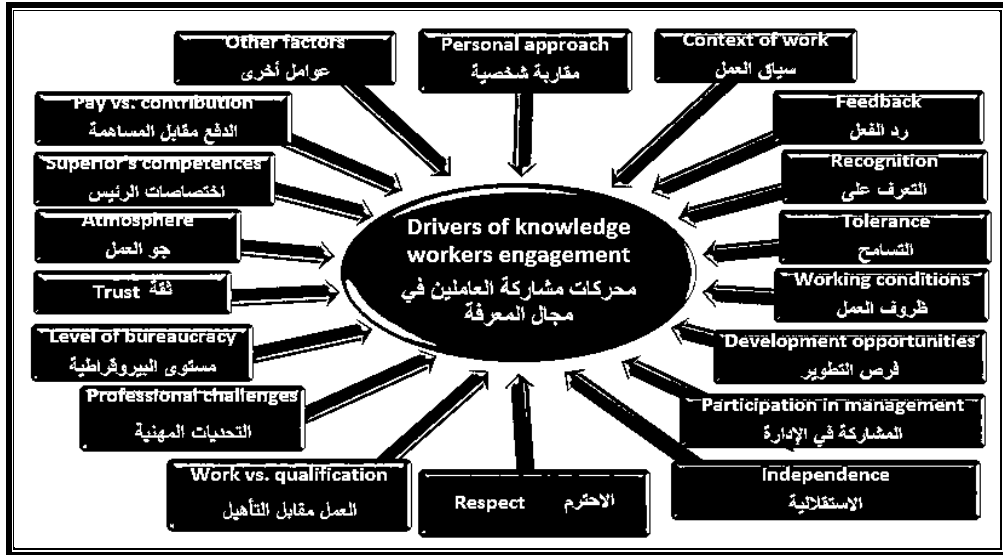 Other factors
عوامل أخرى
Personal approach
مقاربة شخصية
Context of work
سياق العمل
Pay vs. contribution
الدفع مقابل المساهمة
Feedback
رد الفعل
Superior's competences
اختصاصات الرئيس
Recognition
التعرف على
Atmosphere
جو العمل
Tolerance
التسامح
Drivers of knowledge
workers engagement
محركات مشاركة العاملين في
مجال المعرفة
Trust ثقة
Working conditions
ظروف العمل
Level of bureaucracy
مستوى البيروقراطية
Development opportunities
فرص التطوير
Professional challenges
التحديات المهنية
Participation in management
المشاركة في الإدارة
Work vs. qualification
العمل مقابل التأهيل
Respect الاحترم
Independence
الاستقلالية